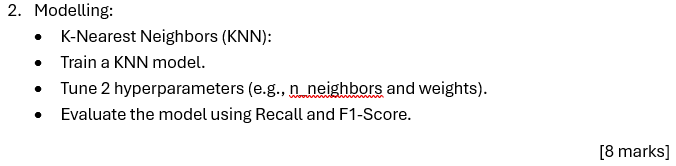 2. Modelling:
• K-Nearest Neighbors (KNN):
• Train a KNN model.
• Tune 2 hyperparameters (e.g., n_neighbors and weights).
• Evaluate the model using Recall and F1-Score.
[8 marks]